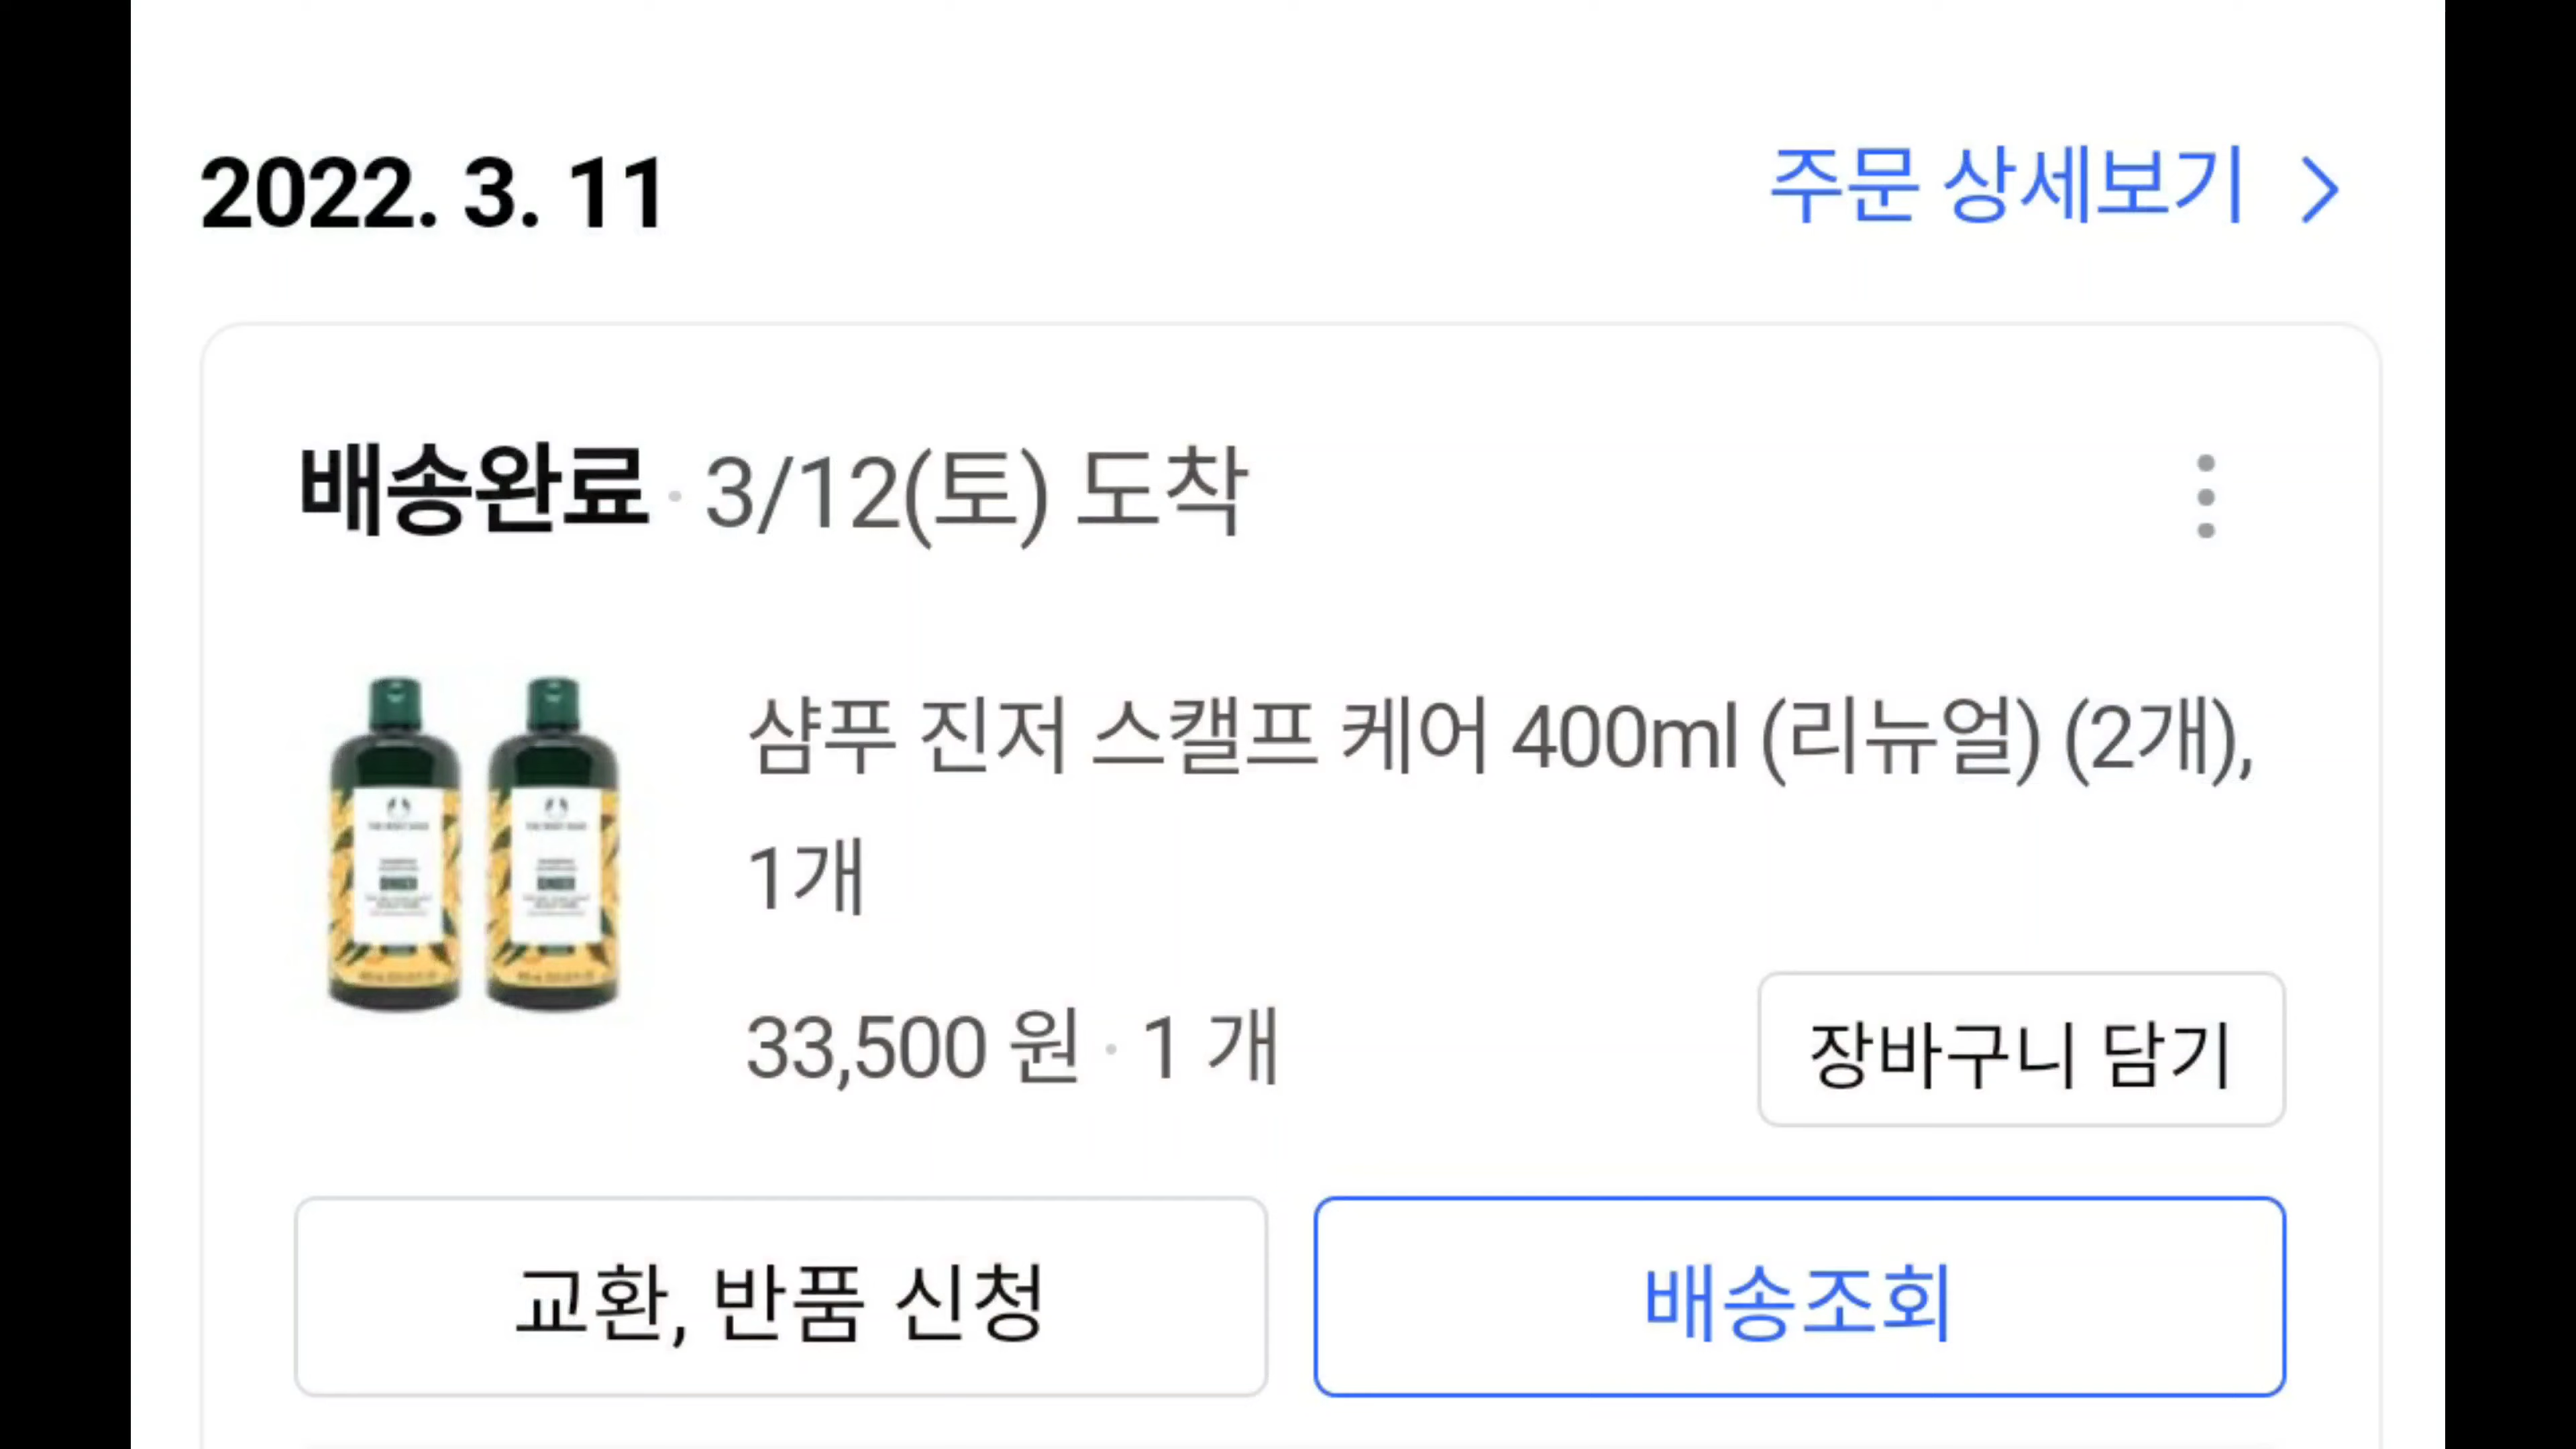 2022. 3. 11
주문 상세보기
배송완료 · 3/12(토) 도착
샴푸 진저 스캘프 케어 400ml (리뉴얼) (2개),
1개
33,500 원 · 1 개
장바구니 담기
교환, 반품 신청
배송조회